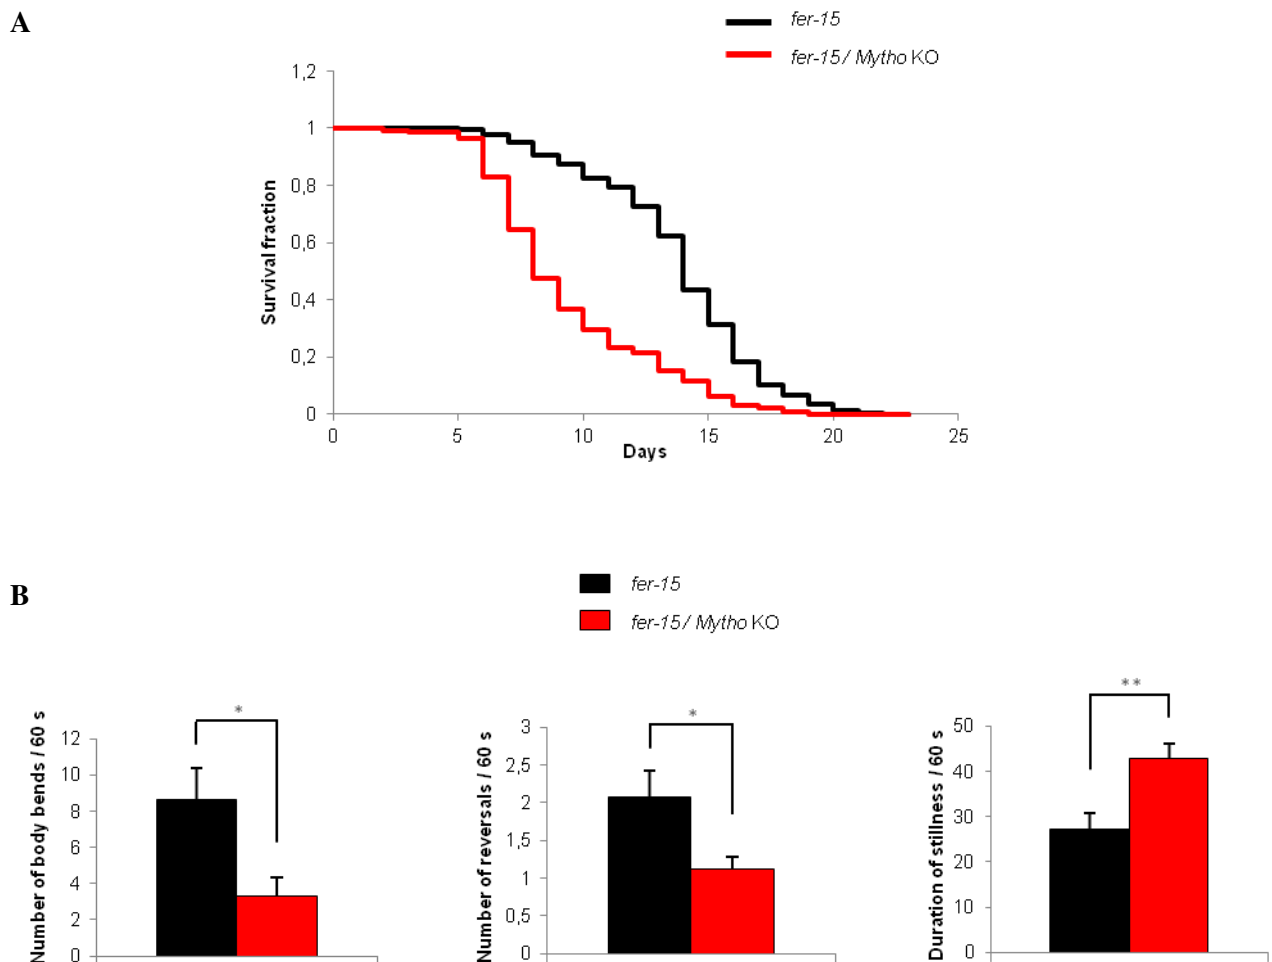 A
fer-15
fer-15 / Mytho KO
1,2
1
0,8
0,6
0,4
0,2
0
Survival fraction
0 5 10 15 20 25
Days
B
fer-15
fer-15 / Mytho KO
*
Number of body bends / 60 s
12
10
8
6
4
2
0
*
Number of reversals / 60 s
3
2,5
2
1,5
1
0,5
0
**
Duration of stillness / 60 s
50
40
30
20
10
0